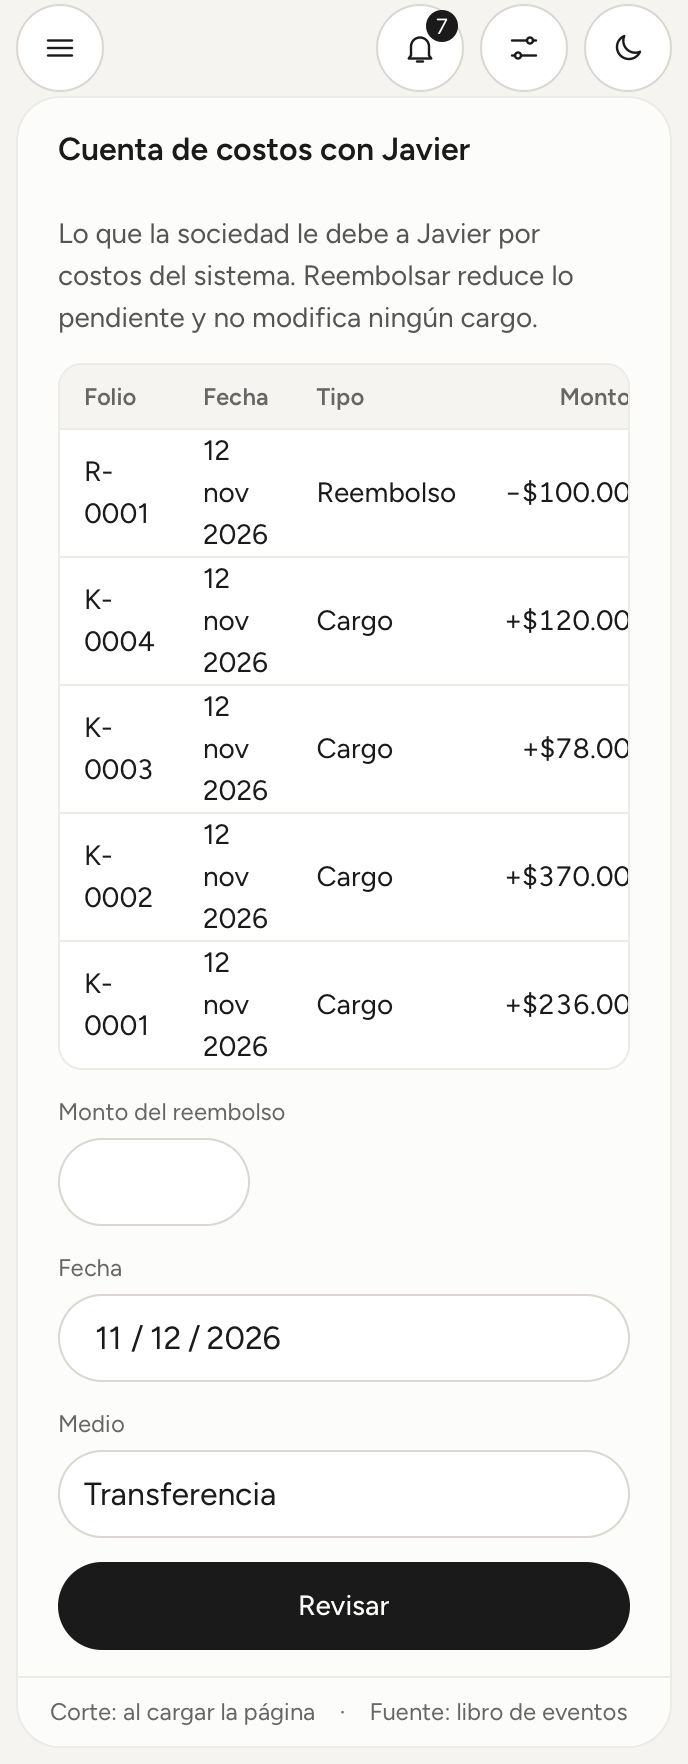 7
Cuenta de costos con Javier
Lo que la sociedad le debe a Javier por
costos del sistema. Reembolsar reduce lo
pendiente y no modifica ningún cargo.
Folio Fecha Tipo Monto
R-0001 12 nov 2026 Reembolso −$100.00
K-0004 12 nov 2026 Cargo +$120.00
K-0003 12 nov 2026 Cargo +$78.00
K-0002 12 nov 2026 Cargo +$370.00
K-0001 12 nov 2026 Cargo +$236.00
Monto del reembolso
Fecha
11 / 12 / 2026
Medio
Transferencia
Revisar
Corte: al cargar la página · Fuente: libro de eventos